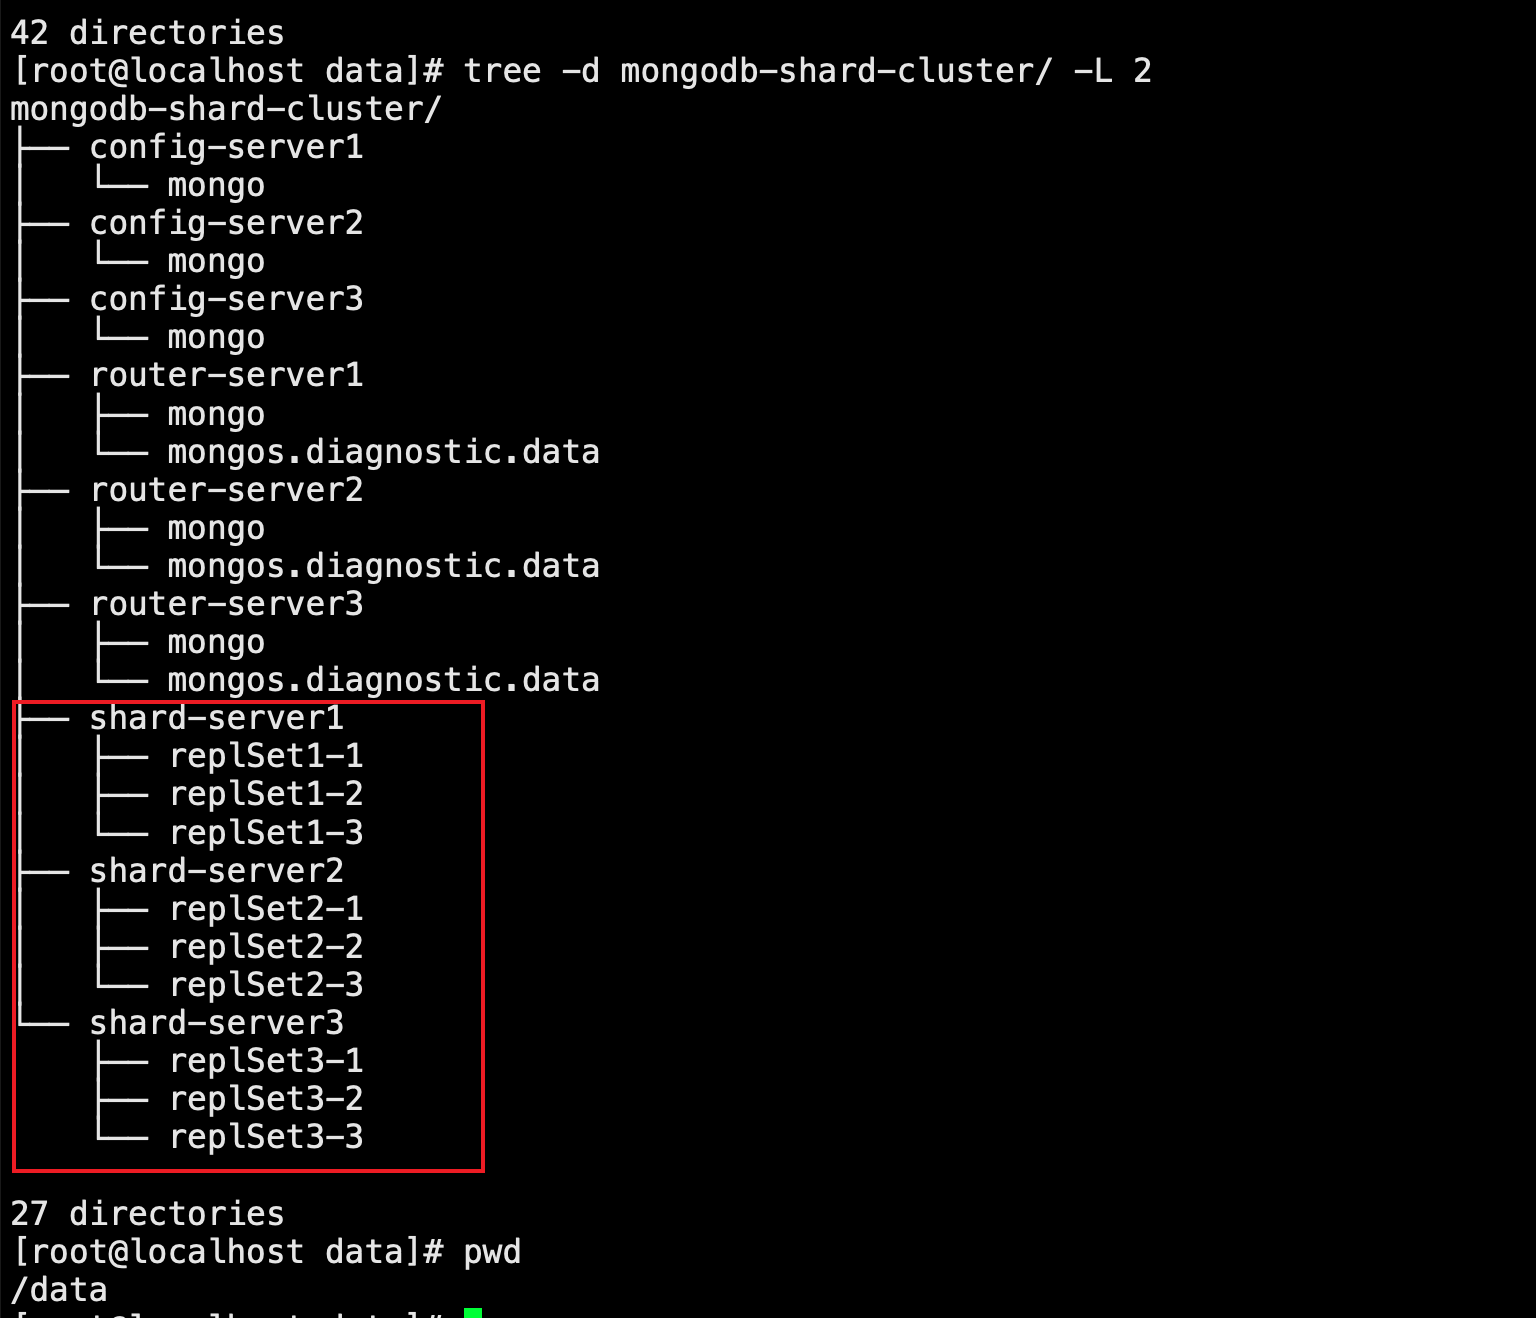 42 directories
[root@localhost data]# tree -d mongodb-shard-cluster/ -L 2
mongodb-shard-cluster/
├── config-server1
│   └── mongo
├── config-server2
│   └── mongo
├── config-server3
│   └── mongo
├── router-server1
│   ├── mongo
│   └── mongos.diagnostic.data
├── router-server2
│   ├── mongo
│   └── mongos.diagnostic.data
├── router-server3
│   ├── mongo
│   └── mongos.diagnostic.data
├── shard-server1
│   ├── replSet1-1
│   ├── replSet1-2
│   └── replSet1-3
├── shard-server2
│   ├── replSet2-1
│   ├── replSet2-2
│   └── replSet2-3
└── shard-server3
    ├── replSet3-1
    ├── replSet3-2
    └── replSet3-3

27 directories
[root@localhost data]# pwd
/data
[root@localhost data]#